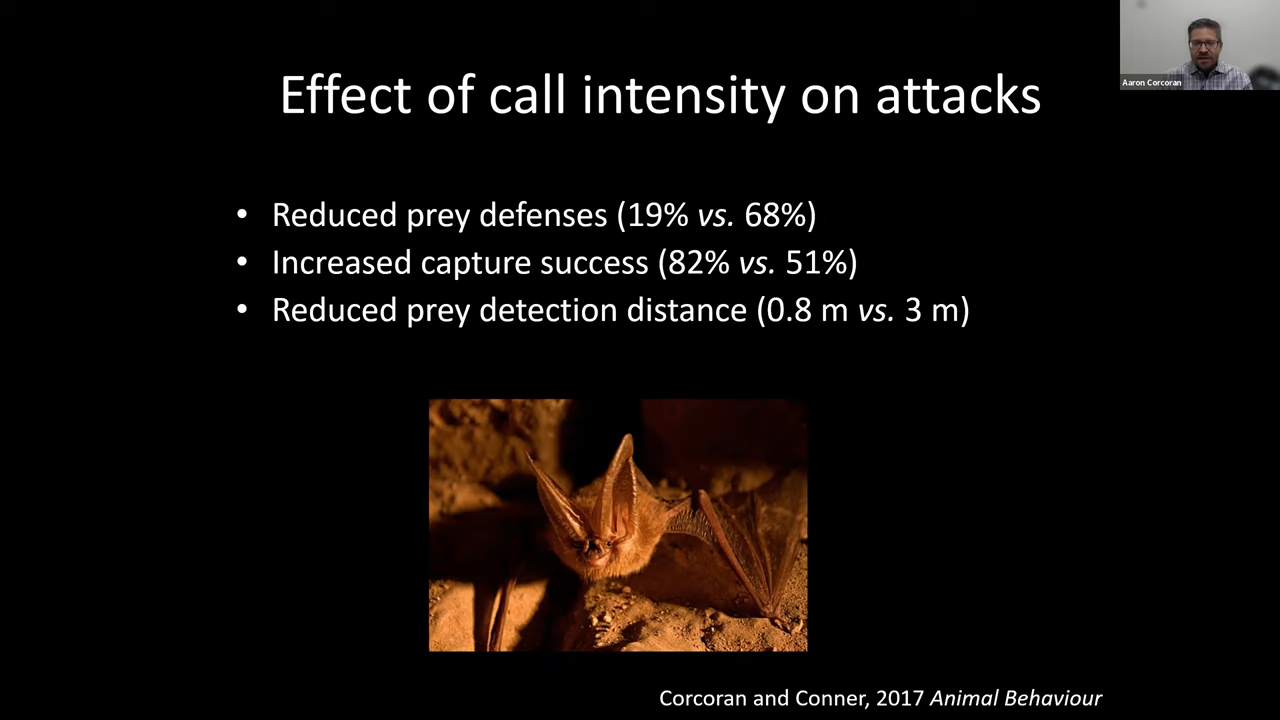 Effect of call intensity on attacks
Aaron Corcoran
• Reduced prey defenses (19% vs. 68%)
• Increased capture success (82% vs. 51%)
• Reduced prey detection distance (0.8 m vs. 3 m)
Corcoran and Conner, 2017 Animal Behaviour